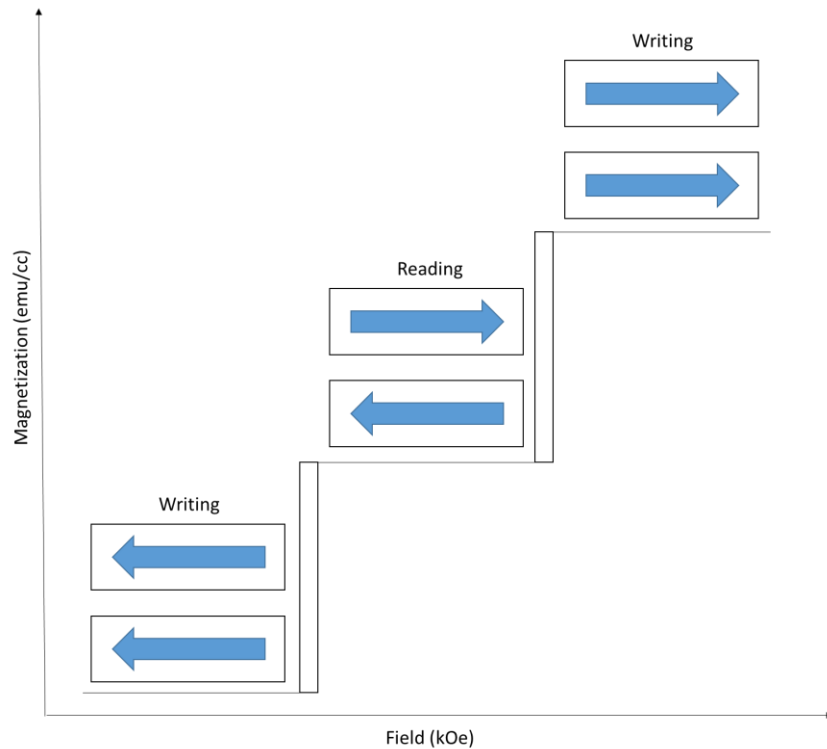 Writing
Reading
Writing
Magnetization (emu/cc)
Field (kOe)